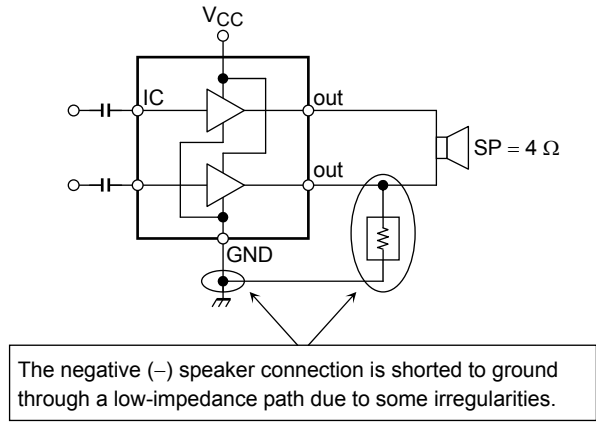 VCC
IC
out
SP = 4 Ω
out
GND
The negative (−) speaker connection is shorted to ground
through a low-impedance path due to some irregularities.